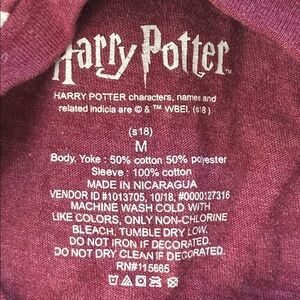 Harry Potter
HARRY POTTER characters, names and
related indicia are © & ™ WBEI. (s18)
(s18)
M
Body, Yoke : 50% cotton 50% polyester
Sleeve : 100% cotton
MADE IN NICARAGUA
VENDOR ID #1013705, 10/18, #0000127316
MACHINE WASH COLD WITH
LIKE COLORS, ONLY NON-CHLORINE
BLEACH, TUMBLE DRY LOW.
DO NOT IRON IF DECORATED.
DO NOT DRY CLEAN IF DECORATED.
RN#115665